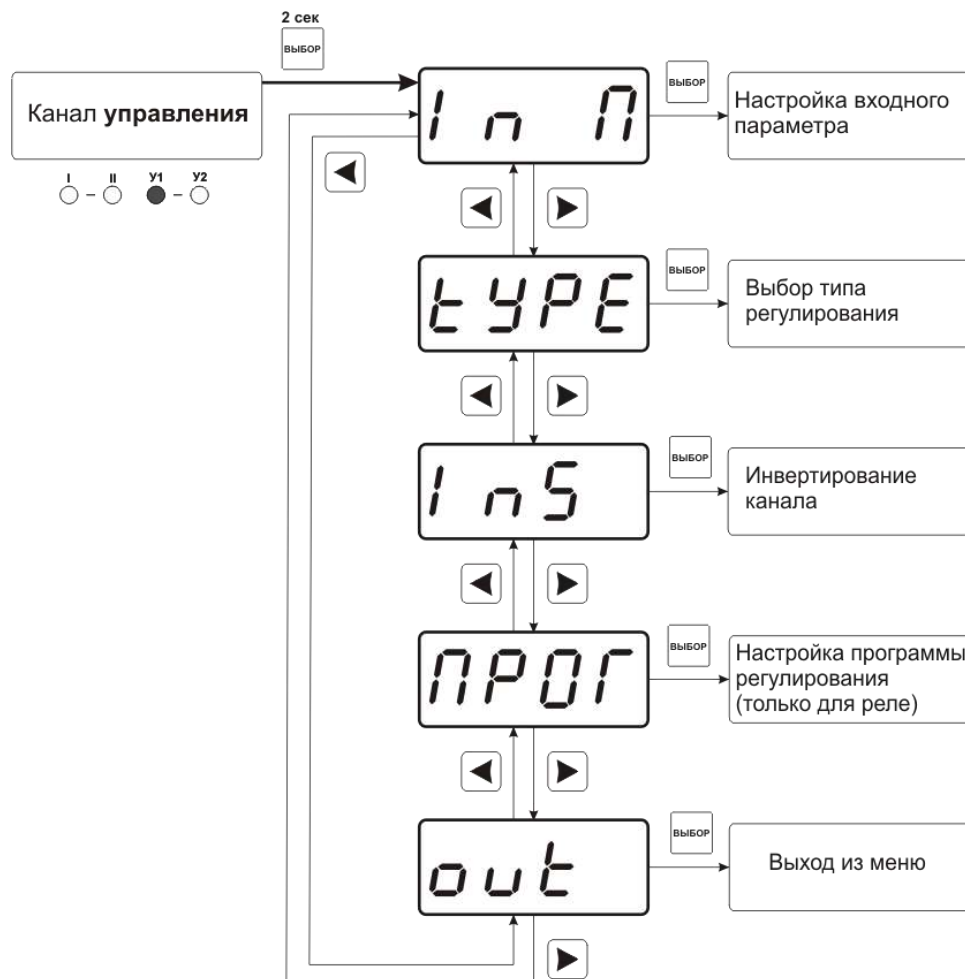 2 сек
ВЫБОР
Канал управления
I II У1 У2
In П
ВЫБОР
Настройка входного
параметра
tYPE
ВЫБОР
Выбор типа
регулирования
InS
ВЫБОР
Инвертирование
канала
ПРОГ
ВЫБОР
Настройка программы
регулирования
(только для реле)
out
ВЫБОР
Выход из меню